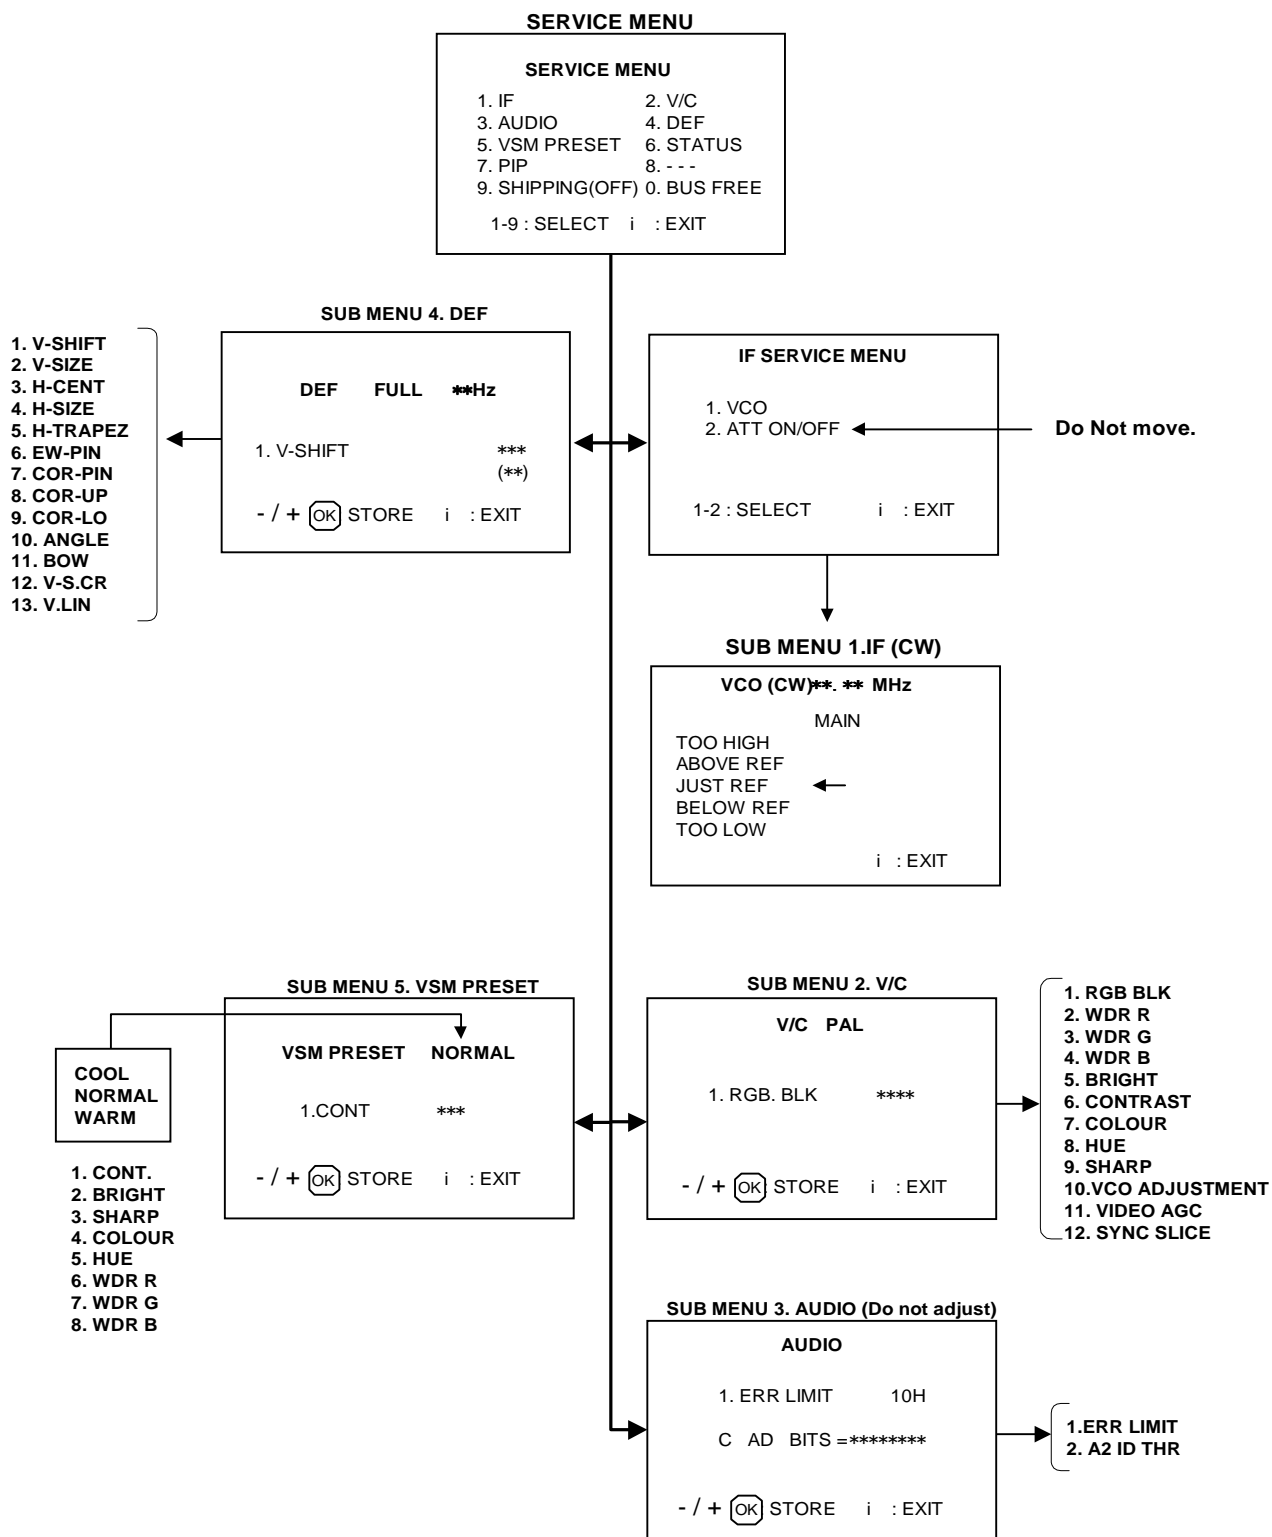 SERVICE MENU
SERVICE MENU
1. IF 2. V/C
3. AUDIO 4. DEF
5. VSM PRESET 6. STATUS
7. PIP 8. - - -
9. SHIPPING(OFF) 0. BUS FREE
1-9 : SELECT i : EXIT
SUB MENU 4. DEF
1. V-SHIFT
2. V-SIZE
3. H-CENT
4. H-SIZE
5. H-TRAPEZ
6. EW-PIN
7. COR-PIN
8. COR-UP
9. COR-LO
10. ANGLE
11. BOW
12. V-S.CR
13. V.LIN
DEF FULL **Hz
1. V-SHIFT ***
(**)
- / + OK STORE i : EXIT
IF SERVICE MENU
1. VCO
2. ATT ON/OFF
Do Not move.
1-2 : SELECT i : EXIT
SUB MENU 1.IF (CW)
VCO (CW)**. ** MHz
MAIN
TOO HIGH
ABOVE REF
JUST REF
BELOW REF
TOO LOW
i : EXIT
SUB MENU 5. VSM PRESET
VSM PRESET NORMAL
COOL
NORMAL
WARM
1.CONT ***
- / + OK STORE i : EXIT
1. CONT.
2. BRIGHT
3. SHARP
4. COLOUR
5. HUE
6. WDR R
7. WDR G
8. WDR B
SUB MENU 2. V/C
V/C PAL
1. RGB. BLK ****
- / + OK STORE i : EXIT
1. RGB BLK
2. WDR R
3. WDR G
4. WDR B
5. BRIGHT
6. CONTRAST
7. COLOUR
8. HUE
9. SHARP
10.VCO ADJUSTMENT
11. VIDEO AGC
12. SYNC SLICE
SUB MENU 3. AUDIO (Do not adjust)
AUDIO
1. ERR LIMIT 10H
C AD BITS =********
- / + OK STORE i : EXIT
1.ERR LIMIT
2. A2 ID THR